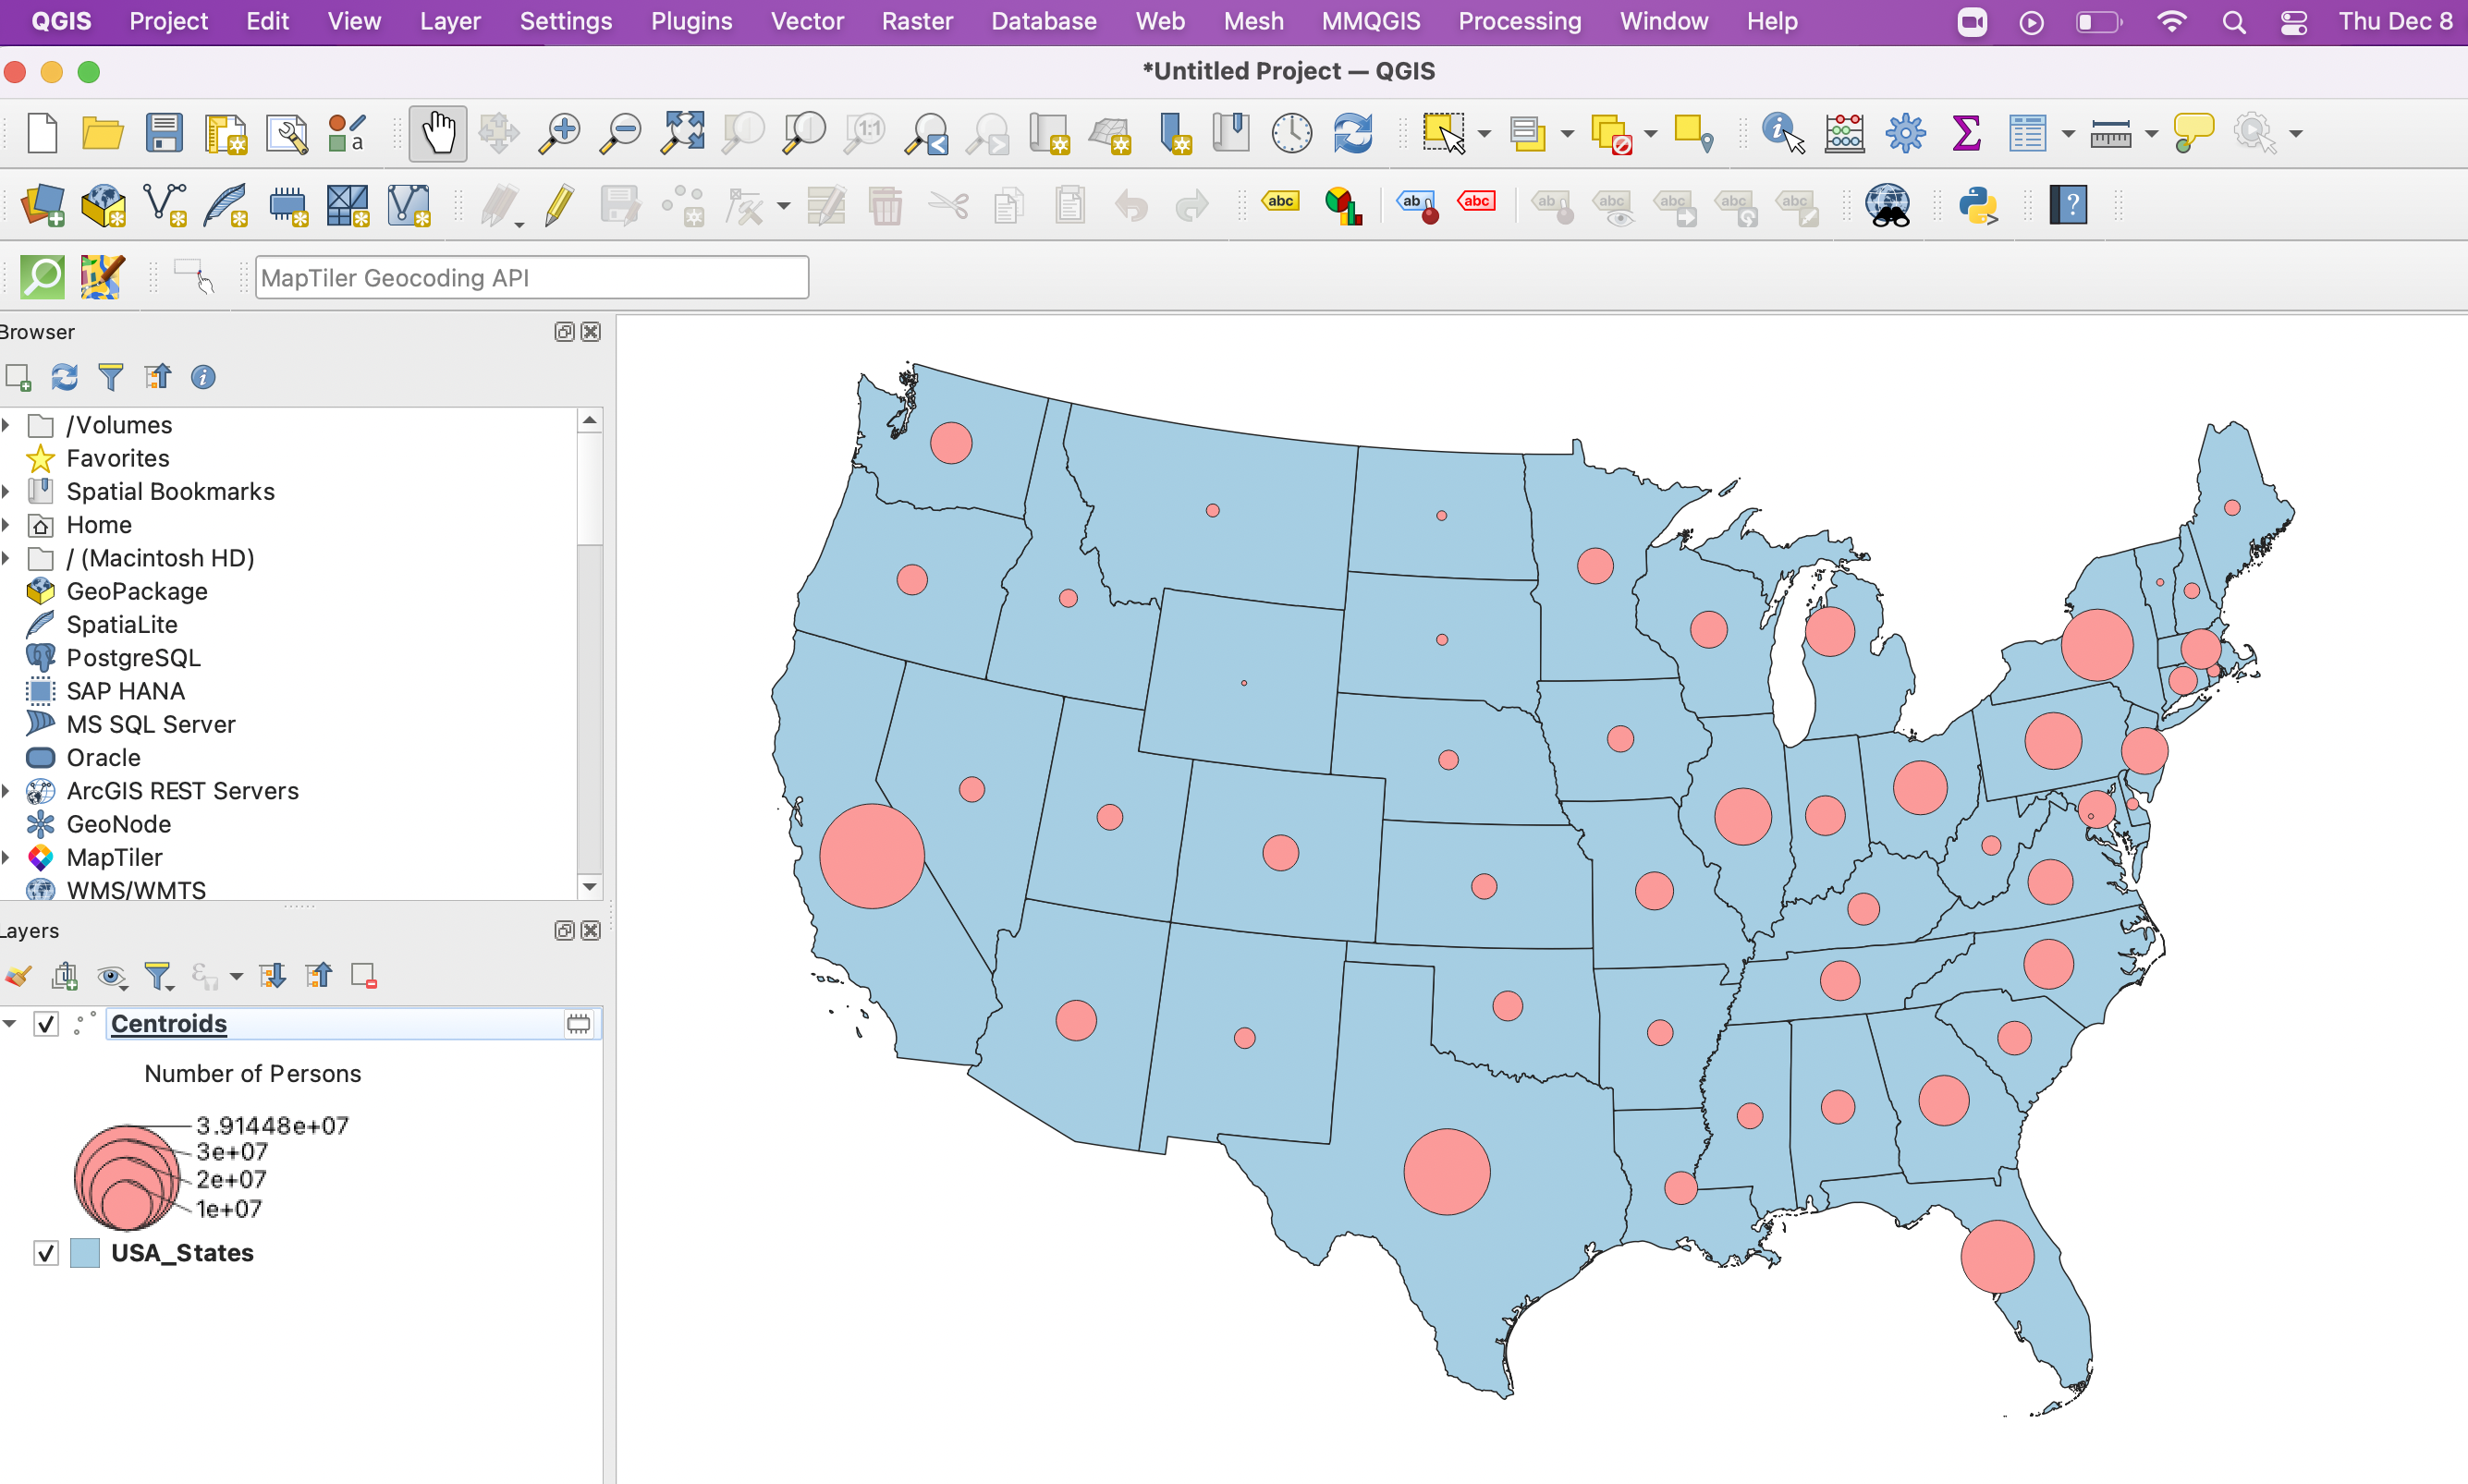 QGIS Project Edit View Layer Settings Plugins Vector Raster Database Web Mesh MMQGIS Processing Window Help Thu Dec 8
*Untitled Project — QGIS
1:1
a
abc ab abc ab abc abc abc abc
?
MapTiler Geocoding API
Browser
/Volumes
Favorites
Spatial Bookmarks
Home
/ (Macintosh HD)
GeoPackage
SpatiaLite
PostgreSQL
SAP HANA
MS SQL Server
Oracle
ArcGIS REST Servers
GeoNode
MapTiler
WMS/WMTS
Layers
Centroids
Number of Persons
3.91448e+07
3e+07
2e+07
1e+07
USA_States